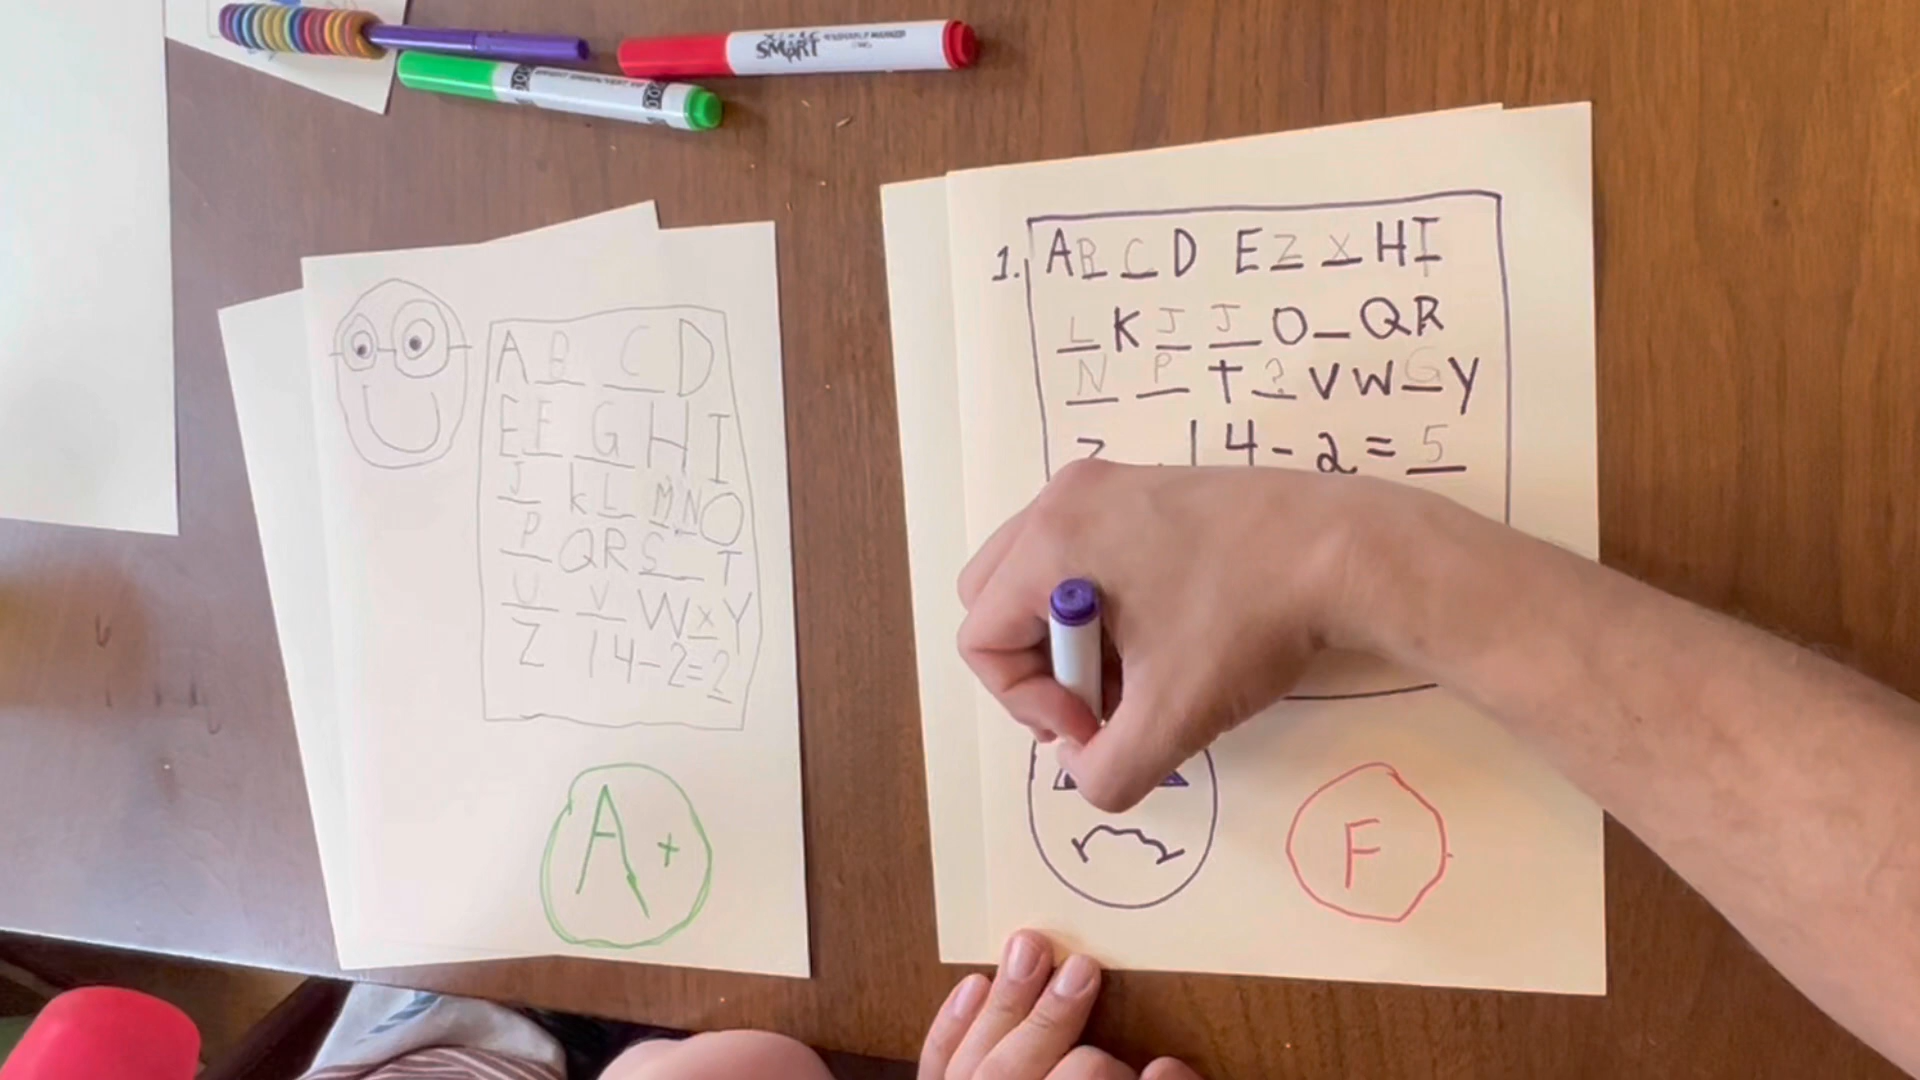 SMART
A B C D
E F G H I
J K L M N O
P Q R S T
U V W X Y
Z 14-2=2
A+
1. A B C D E Z X H I
L K J J O _ Q R
N P T ? V W G Y
Z 14-2=5
F